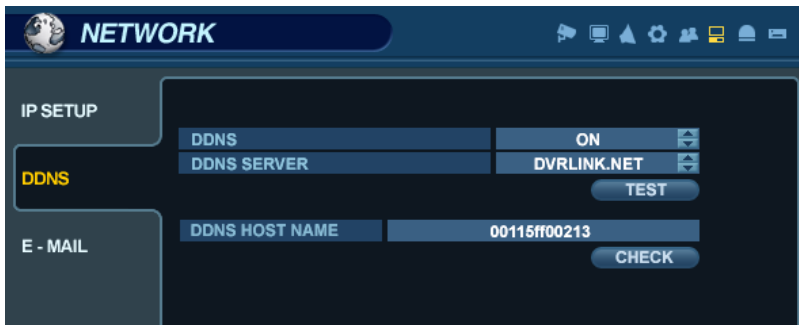 NETWORK
IP SETUP
DDNS
E - MAIL
DDNS ON
DDNS SERVER DVRLINK.NET
TEST
DDNS HOST NAME 00115ff00213
CHECK